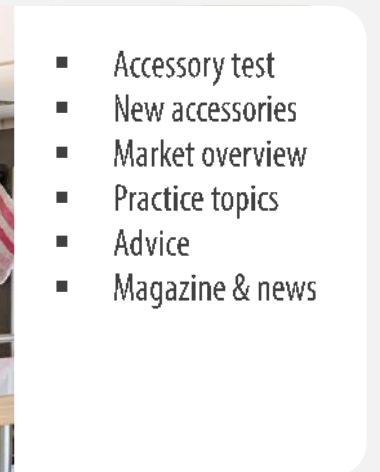 ▪ Accessory test
▪ New accessories
▪ Market overview
▪ Practice topics
▪ Advice
▪ Magazine & news